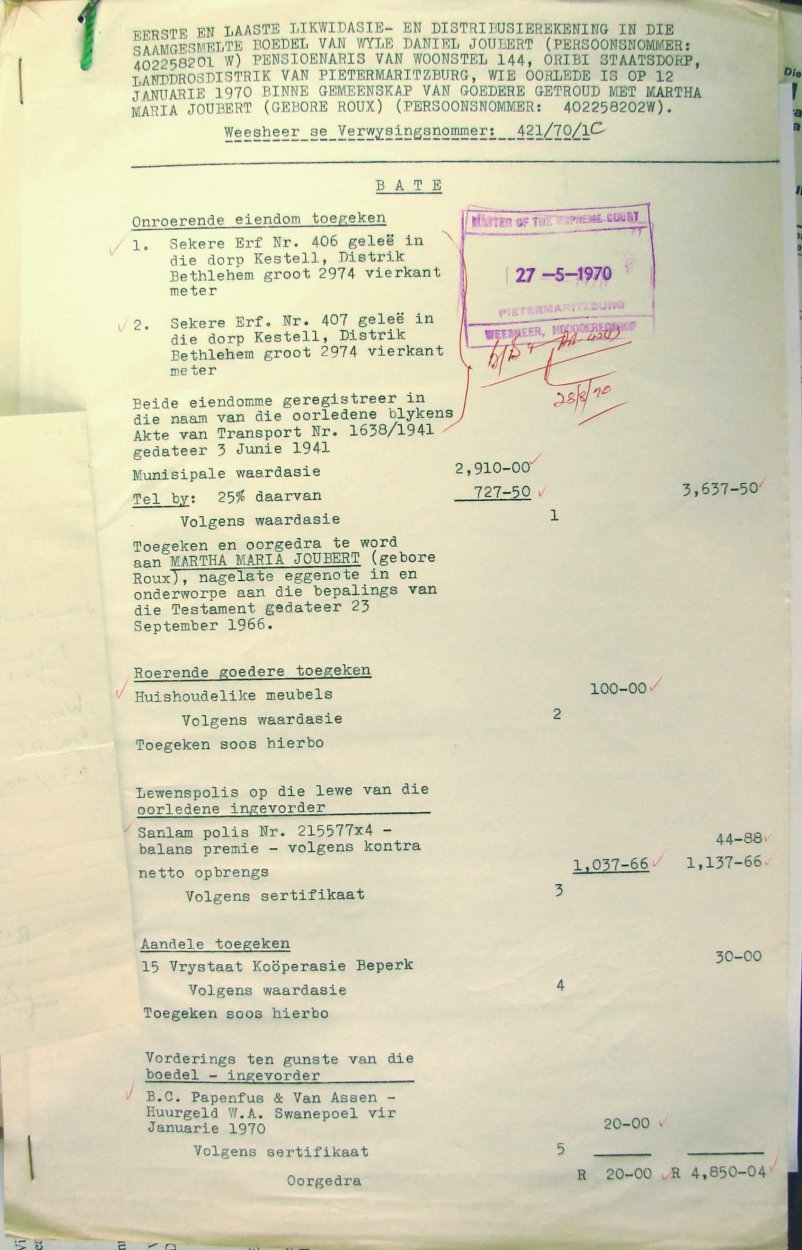 EERSTE EN LAASTE LIKWIDASIE- EN DISTRIBUSIEREKENING IN DIE
SAAMGESMELTE BOEDEL VAN WYLE DANIEL JOUBERT (PERSOONSNOMMER:
402258201 W) PENSIOENARIS VAN WOONSTEL 144, ORIBI STAATSDORP,
LANDDROSDISTRIK VAN PIETERMARITZBURG, WIE OORLEDE IS OP 12
JANUARIE 1970 BINNE GEMEENSKAP VAN GOEDERE GETROUD MET MARTHA
MARIA JOUBERT (GEBORE ROUX) (PERSOONSNOMMER: 402258202W).
Weesheer se Verwysingsnommer: 421/70/1C
B A T E
Onroerende eiendom toegeken
1. Sekere Erf Nr. 406 geleë in
die dorp Kestell, Distrik
Bethlehem groot 2974 vierkant
meter
MASTER OF THE SUPREME COURT
27-5-1970
PIETERMARITZBURG
WEESHEER, HOOGGEREGSHOF
28/8/70
2. Sekere Erf. Nr. 407 geleë in
die dorp Kestell, Distrik
Bethlehem groot 2974 vierkant
meter
Beide eiendomme geregistreer in
die naam van die oorledene blykens
Akte van Transport Nr. 1638/1941
gedateer 3 Junie 1941
Munisipale waardasie 2,910-00
Tel by: 25% daarvan 727-50 3,637-50
Volgens waardasie 1
Toegeken en oorgedra te word
aan MARTHA MARIA JOUBERT (gebore
Roux), nagelate eggenote in en
onderworpe aan die bepalings van
die Testament gedateer 23
September 1966.
Roerende goedere toegeken
Huishoudelike meubels 100-00
Volgens waardasie 2
Toegeken soos hierbo
Lewenspolis op die lewe van die
oorledene ingevorder
Sanlam polis Nr. 215577x4 -
balans premie - volgens kontra 44-88
netto opbrengs 1,037-66 1,137-66
Volgens sertifikaat 3
Aandele toegeken
15 Vrystaat Koöperasie Beperk 30-00
Volgens waardasie 4
Toegeken soos hierbo
Vorderings ten gunste van die
boedel - ingevorder
B.C. Papenfus & Van Assen -
Huurgeld W.A. Swanepoel vir
Januarie 1970 20-00
Volgens sertifikaat 5
Oorgedra R 20-00 R 4,850-04